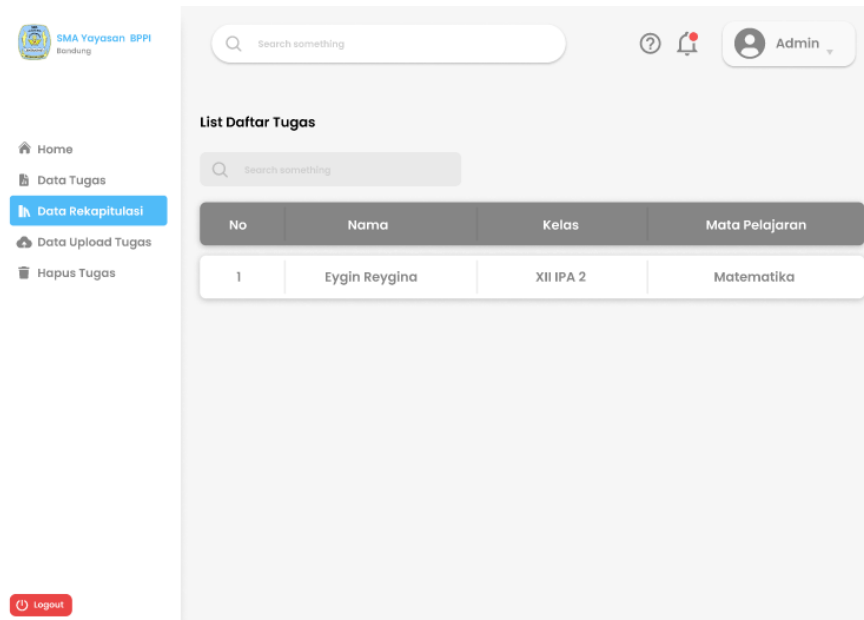 SMA Yayasan BPPI
Bandung
Search something
Admin
List Daftar Tugas
Home
Data Tugas
Data Rekapitulasi
Data Upload Tugas
Hapus Tugas
Search something
No Nama Kelas Mata Pelajaran
1 Eygin Reygina XII IPA 2 Matematika
Logout